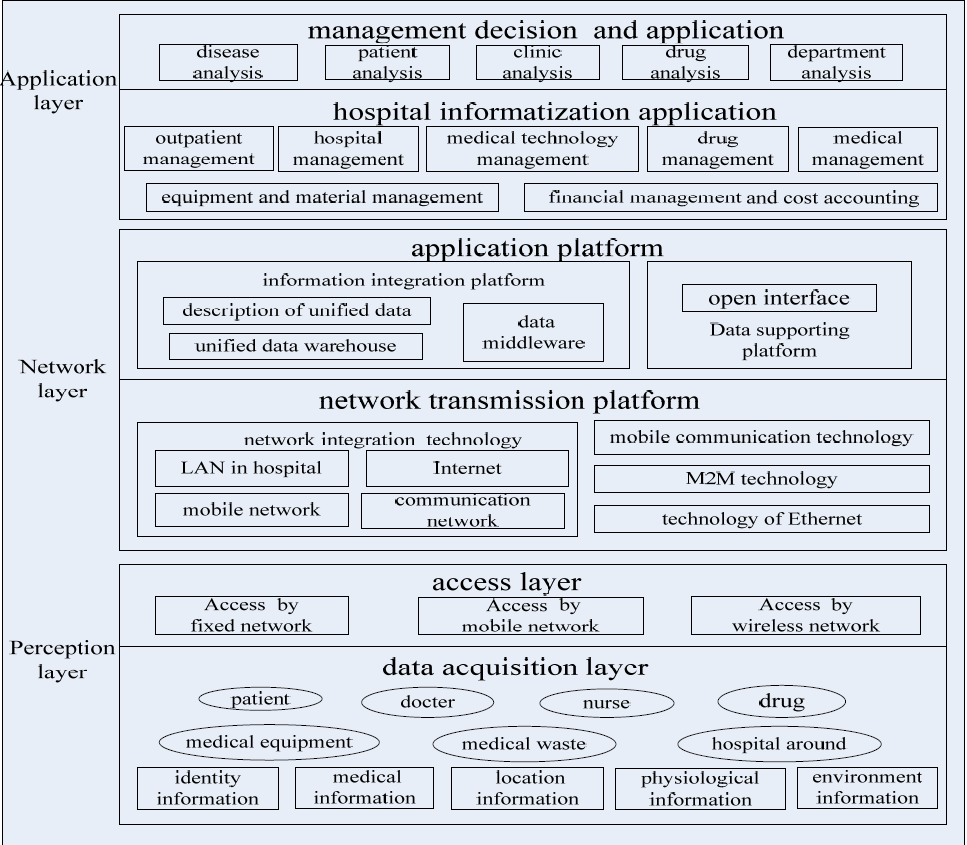 management decision and application
disease
analysis
patient
analysis
clinic
analysis
drug
analysis
department
analysis
Application
layer
hospital informatization application
outpatient
management
hospital
management
medical technology
management
drug
management
medical
management
equipment and material management
financial management and cost accounting
application platform
information integration platform
description of unified data
unified data warehouse
data
middleware
open interface
Data supporting
platform
Network
layer
network transmission platform
network integration technology
LAN in hospital
Internet
mobile network
communication
network
mobile communication technology
M2M technology
technology of Ethernet
access layer
Access by
fixed network
Access by
mobile network
Access by
wireless network
Perception
layer
data acquisition layer
patient
docter
nurse
drug
medical equipment
medical waste
hospital around
identity
information
medical
information
location
information
physiological
information
environment
information